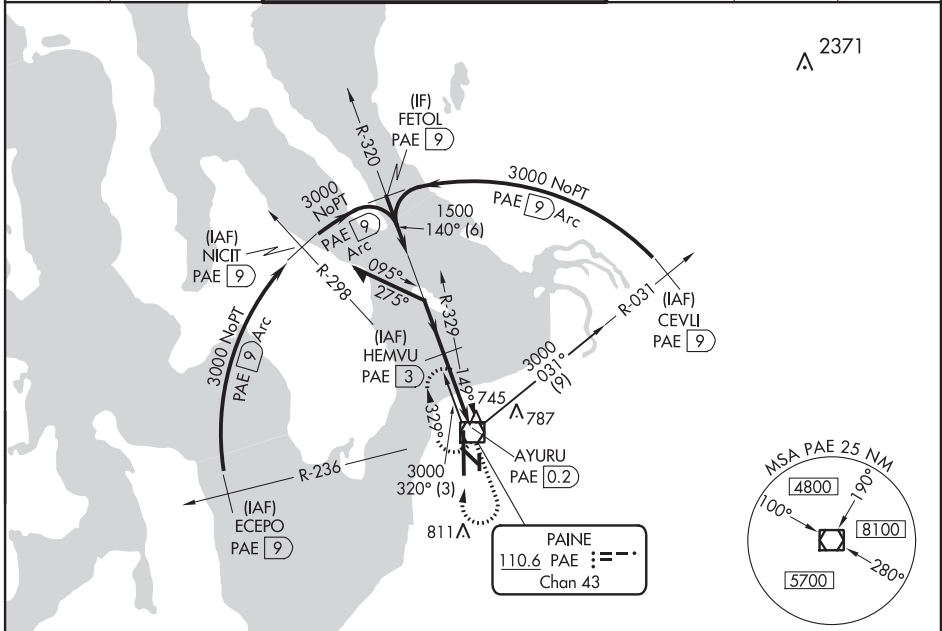 2371
(IF)
FETOL
PAE 9
R-320
3000
NoPT
PAE 9
Arc
3000 NoPT
PAE 9 Arc
1500
140° (6)
(IAF)
NICIT
PAE 9
R-298
095°
275°
R-329
R-031
(IAF)
CEVLI
PAE 9
3000 NoPT
PAE 9 Arc
(IAF)
HEMVU
PAE 3
3000
031°
(9)
149°
745
787
329°
AYURU
PAE 0.2
R-236
3000
320° (3)
(IAF)
ECEPO
PAE 9
811
PAINE
110.6 PAE
Chan 43
MSA PAE 25 NM
4800
190°
100°
8100
280°
5700